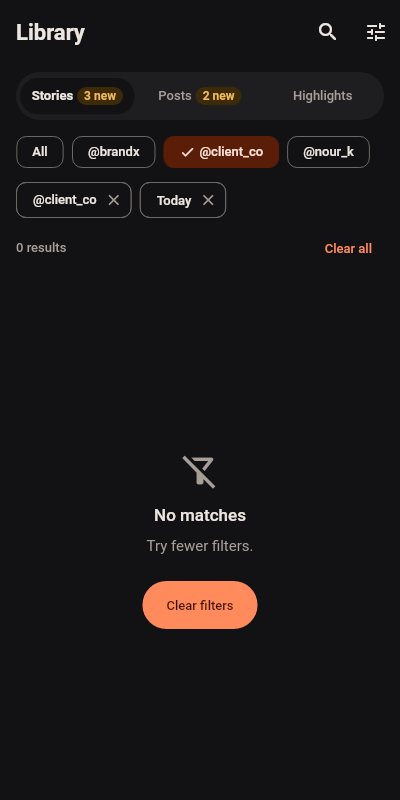 Library
Stories 3 new Posts 2 new Highlights
All @brandx @client_co @nour_k
@client_co Today
0 results Clear all
No matches
Try fewer filters.
Clear filters